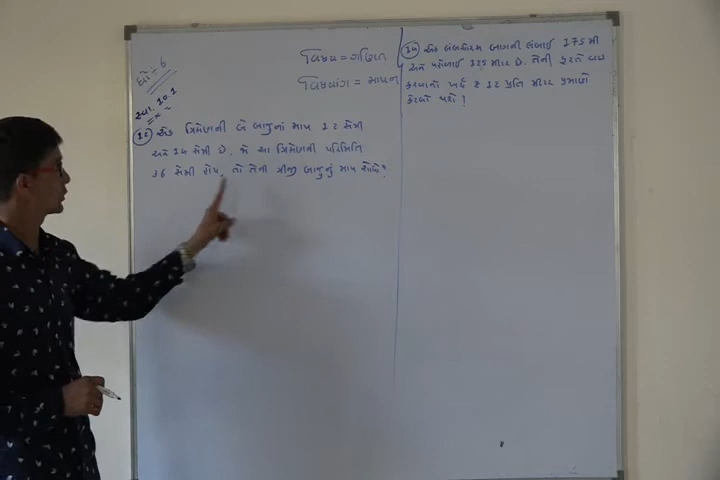 ધોઃ- 6
સ્વા. 10.1
વિષય = ગણિત
વિષયાંગ = માપન
(12) એક ત્રિકોણની બે બાજુનાં માપ 12 સેમી
અને 14 સેમી છે. જો આ ત્રિકોણની પરિમિતિ
36 સેમી હોય, તો તેની ત્રીજી બાજુનું માપ શોધો?
(14) એક લંબચોરસ બાગની લંબાઈ 175 મી
અને પહોળાઈ 125 મીટર છે. તેની ફરતે વાડ
કરવાનો ખર્ચ ₹ 12 પ્રતિ મીટર પ્રમાણે
કેટલો થશે?